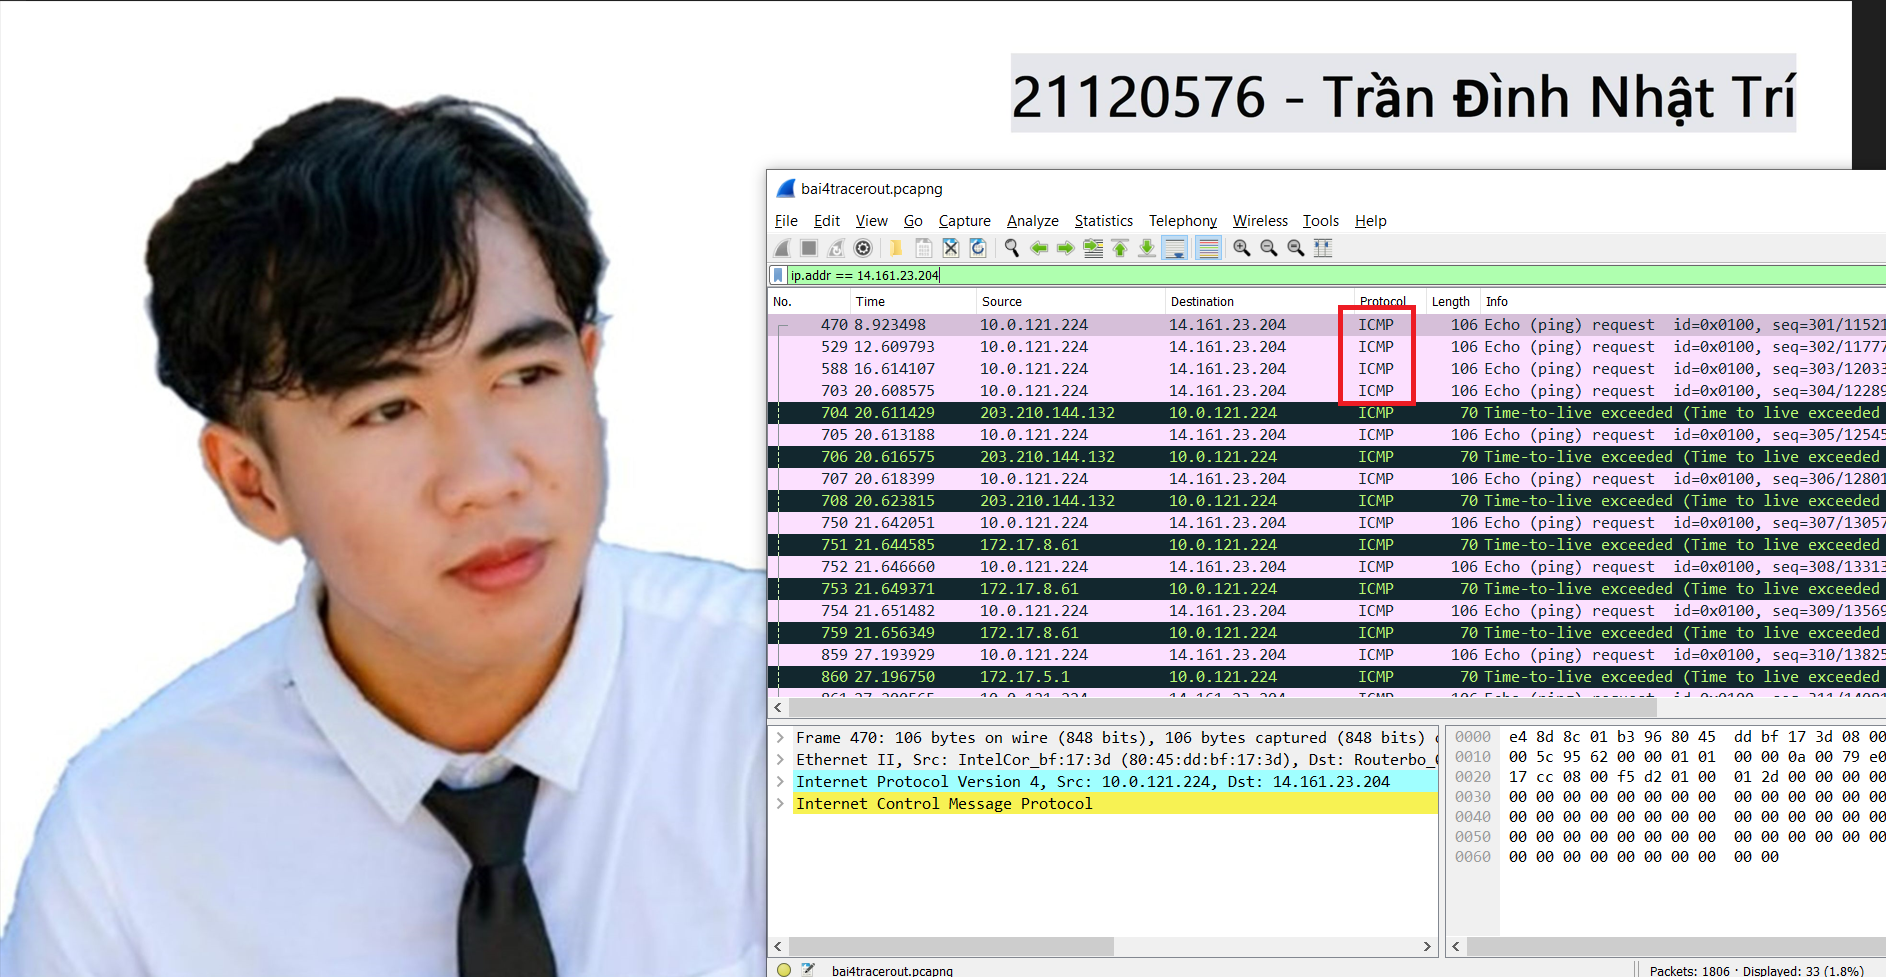 21120576 - Trần Đình Nhật Trí
bai4tracerout.pcapng
File Edit View Go Capture Analyze Statistics Telephony Wireless Tools Help
ip.addr == 14.161.23.204
No. Time Source Destination Protocol Length Info
470 8.923498 10.0.121.224 14.161.23.204 ICMP 106 Echo (ping) request id=0x0100, seq=301/11521
529 12.609793 10.0.121.224 14.161.23.204 ICMP 106 Echo (ping) request id=0x0100, seq=302/11777
588 16.614107 10.0.121.224 14.161.23.204 ICMP 106 Echo (ping) request id=0x0100, seq=303/12033
703 20.608575 10.0.121.224 14.161.23.204 ICMP 106 Echo (ping) request id=0x0100, seq=304/12289
704 20.611429 203.210.144.132 10.0.121.224 ICMP 70 Time-to-live exceeded (Time to live exceeded
705 20.613188 10.0.121.224 14.161.23.204 ICMP 106 Echo (ping) request id=0x0100, seq=305/12545
706 20.616575 203.210.144.132 10.0.121.224 ICMP 70 Time-to-live exceeded (Time to live exceeded
707 20.618399 10.0.121.224 14.161.23.204 ICMP 106 Echo (ping) request id=0x0100, seq=306/12801
708 20.623815 203.210.144.132 10.0.121.224 ICMP 70 Time-to-live exceeded (Time to live exceeded
750 21.642051 10.0.121.224 14.161.23.204 ICMP 106 Echo (ping) request id=0x0100, seq=307/13057
751 21.644585 172.17.8.61 10.0.121.224 ICMP 70 Time-to-live exceeded (Time to live exceeded
752 21.646660 10.0.121.224 14.161.23.204 ICMP 106 Echo (ping) request id=0x0100, seq=308/13313
753 21.649371 172.17.8.61 10.0.121.224 ICMP 70 Time-to-live exceeded (Time to live exceeded
754 21.651482 10.0.121.224 14.161.23.204 ICMP 106 Echo (ping) request id=0x0100, seq=309/13569
759 21.656349 172.17.8.61 10.0.121.224 ICMP 70 Time-to-live exceeded (Time to live exceeded
859 27.193929 10.0.121.224 14.161.23.204 ICMP 106 Echo (ping) request id=0x0100, seq=310/13825
860 27.196750 172.17.5.1 10.0.121.224 ICMP 70 Time-to-live exceeded (Time to live exceeded
Frame 470: 106 bytes on wire (848 bits), 106 bytes captured (848 bits)
Ethernet II, Src: IntelCor_bf:17:3d (80:45:dd:bf:17:3d), Dst: Routerbo_
Internet Protocol Version 4, Src: 10.0.121.224, Dst: 14.161.23.204
Internet Control Message Protocol
0000 e4 8d 8c 01 b3 96 80 45 dd bf 17 3d 08 00
0010 00 5c 95 62 00 00 01 01 00 00 0a 00 79 e0
0020 17 cc 08 00 f5 d2 01 00 01 2d 00 00 00 00
0030 00 00 00 00 00 00 00 00 00 00 00 00 00 00
0040 00 00 00 00 00 00 00 00 00 00 00 00 00 00
0050 00 00 00 00 00 00 00 00 00 00 00 00 00 00
0060 00 00 00 00 00 00 00 00 00 00
bai4tracerout.pcapng
Packets: 1806 · Displayed: 33 (1.8%)